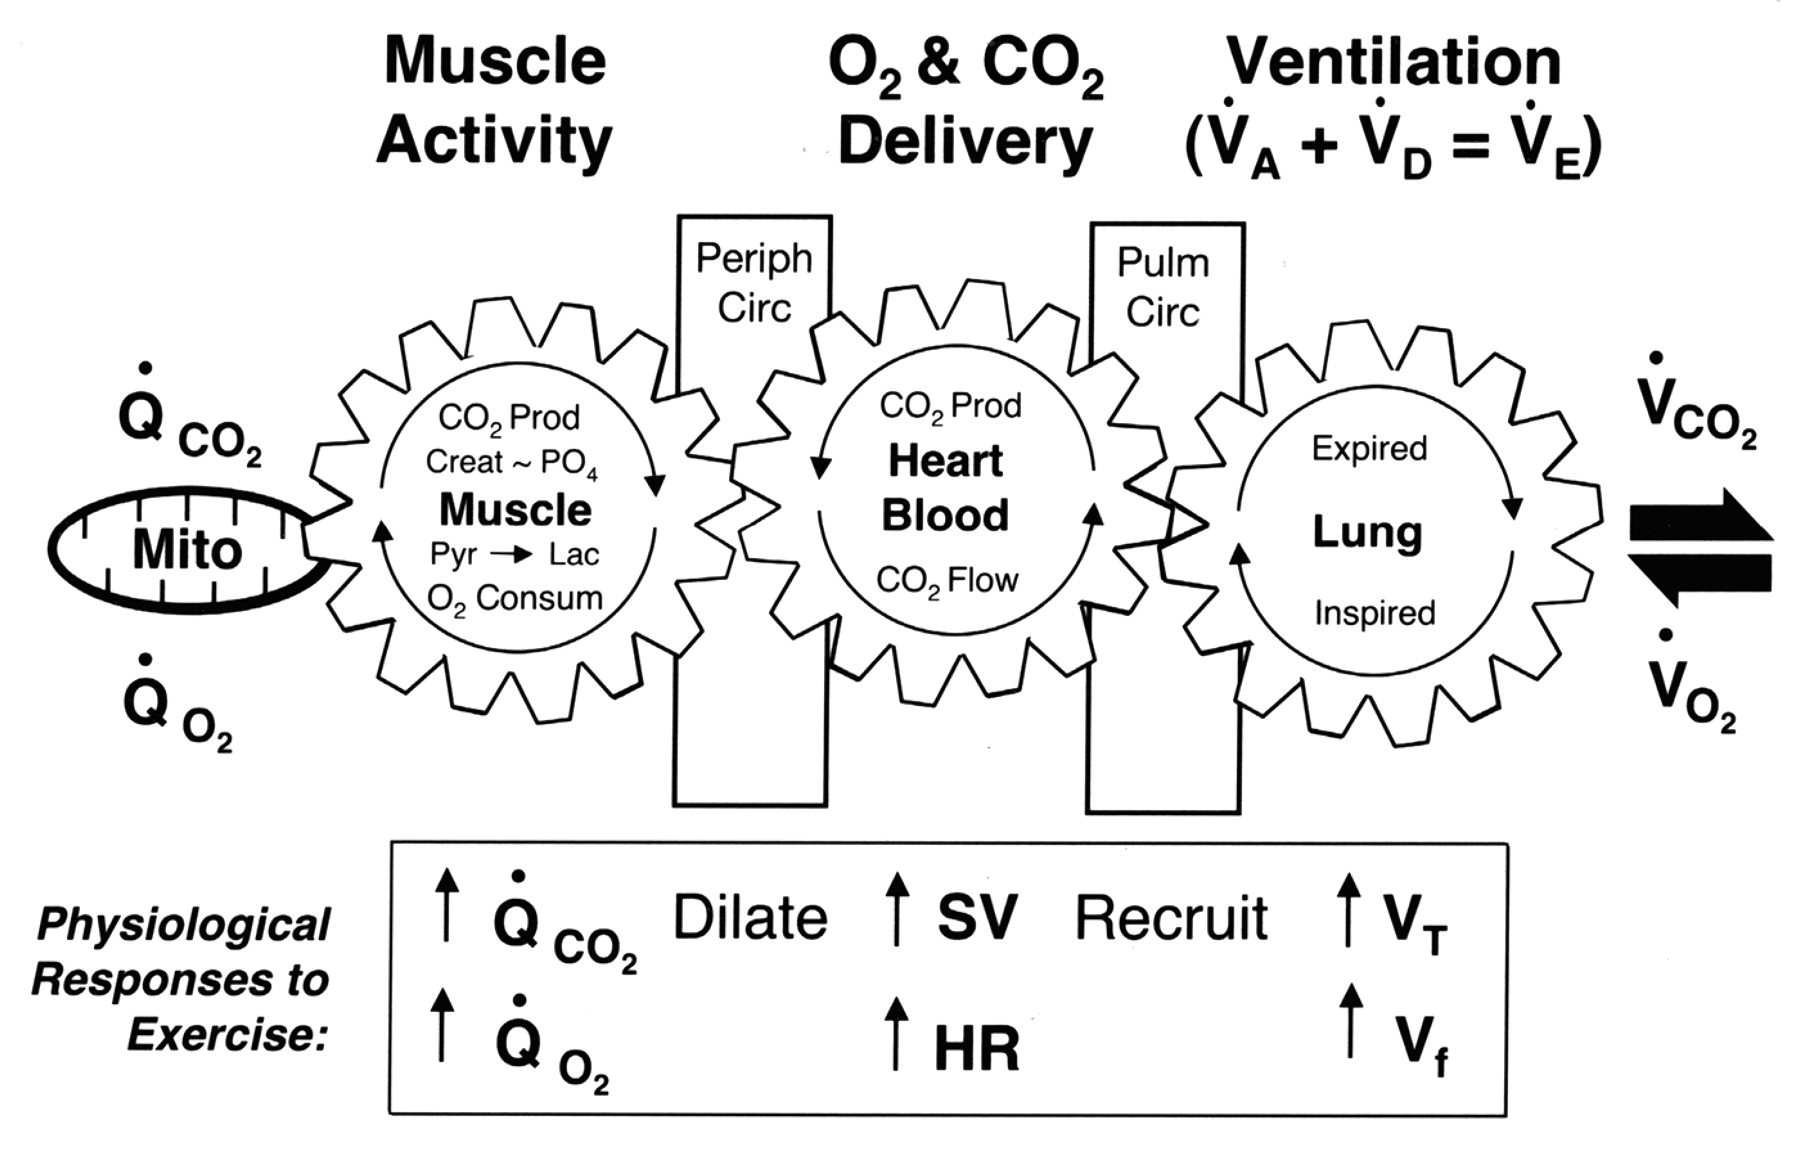 Muscle
Activity
O₂ & CO₂
Delivery
Ventilation
(V̇A + V̇D = V̇E)
Periph
Circ
Pulm
Circ
Q̇ CO₂
Mito
Q̇ O₂
CO₂ Prod
Creat ~ PO₄
Muscle
Pyr → Lac
O₂ Consum
CO₂ Prod
Heart
Blood
CO₂ Flow
Expired
Lung
Inspired
V̇CO₂
V̇O₂
Physiological
Responses to
Exercise:
↑ Q̇ CO₂ Dilate ↑ SV Recruit ↑ VT
↑ Q̇ O₂ ↑ HR ↑ Vf